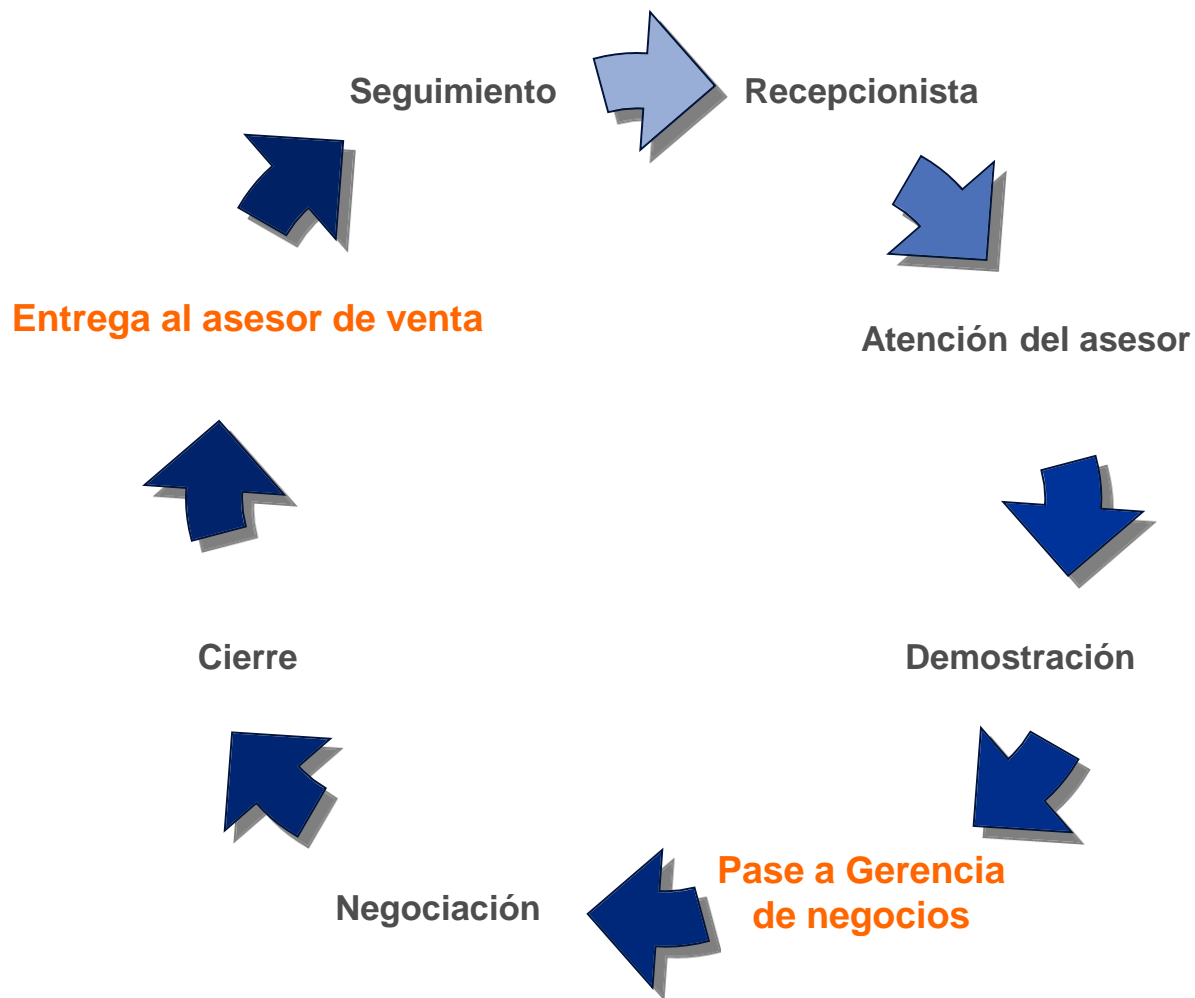 Seguimiento
Recepcionista
Entrega al asesor de venta
Atención del asesor
Cierre
Demostración
Pase a Gerencia
de negocios
Negociación